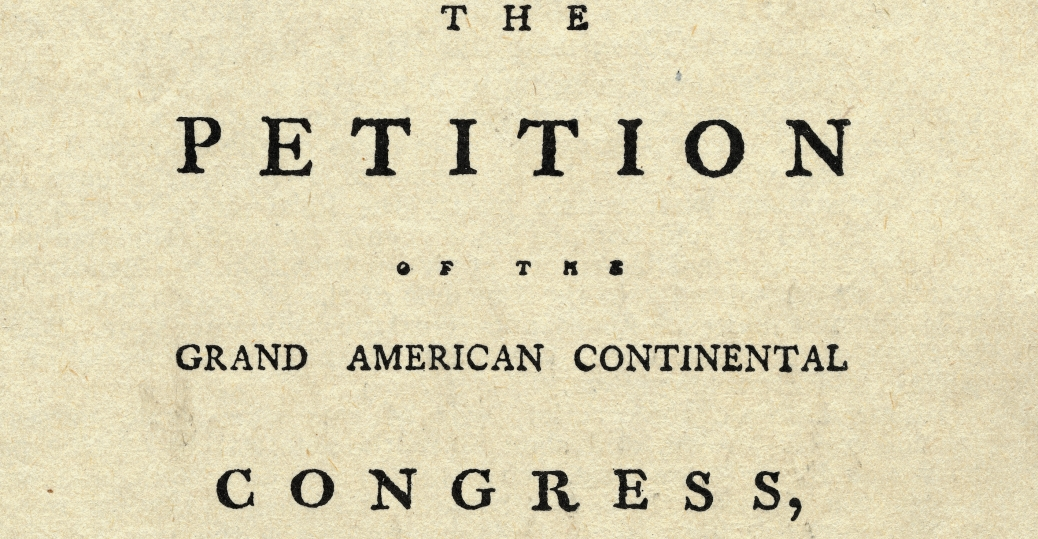 THE
PETITION
OF THE
GRAND AMERICAN CONTINENTAL
CONGRESS,